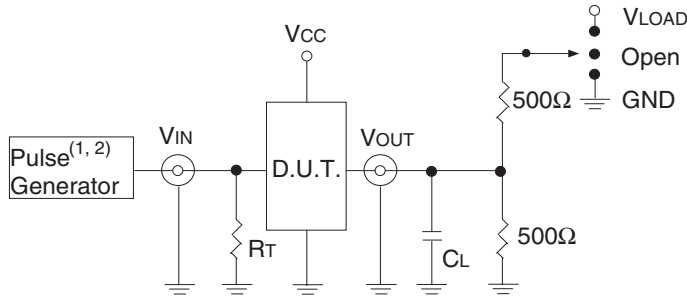 VLOAD
VCC
Open
500Ω
GND
Pulse(1, 2)
Generator
VIN
D.U.T.
VOUT
RT
CL
500Ω